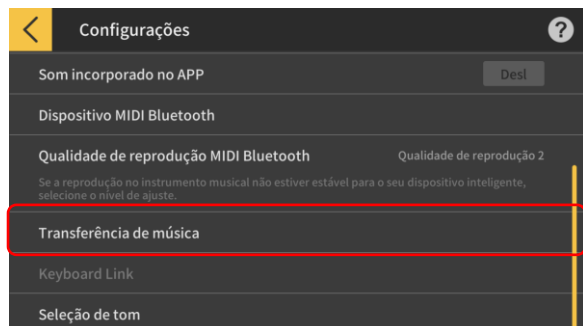 Configurações
?
Som incorporado no APP
Desl
Dispositivo MIDI Bluetooth
Qualidade de reprodução MIDI Bluetooth
Qualidade de reprodução 2
Se a reprodução no instrumento musical não estiver estável para o seu dispositivo inteligente,
selecione o nível de ajuste.
Transferência de música
Keyboard Link
Seleção de tom